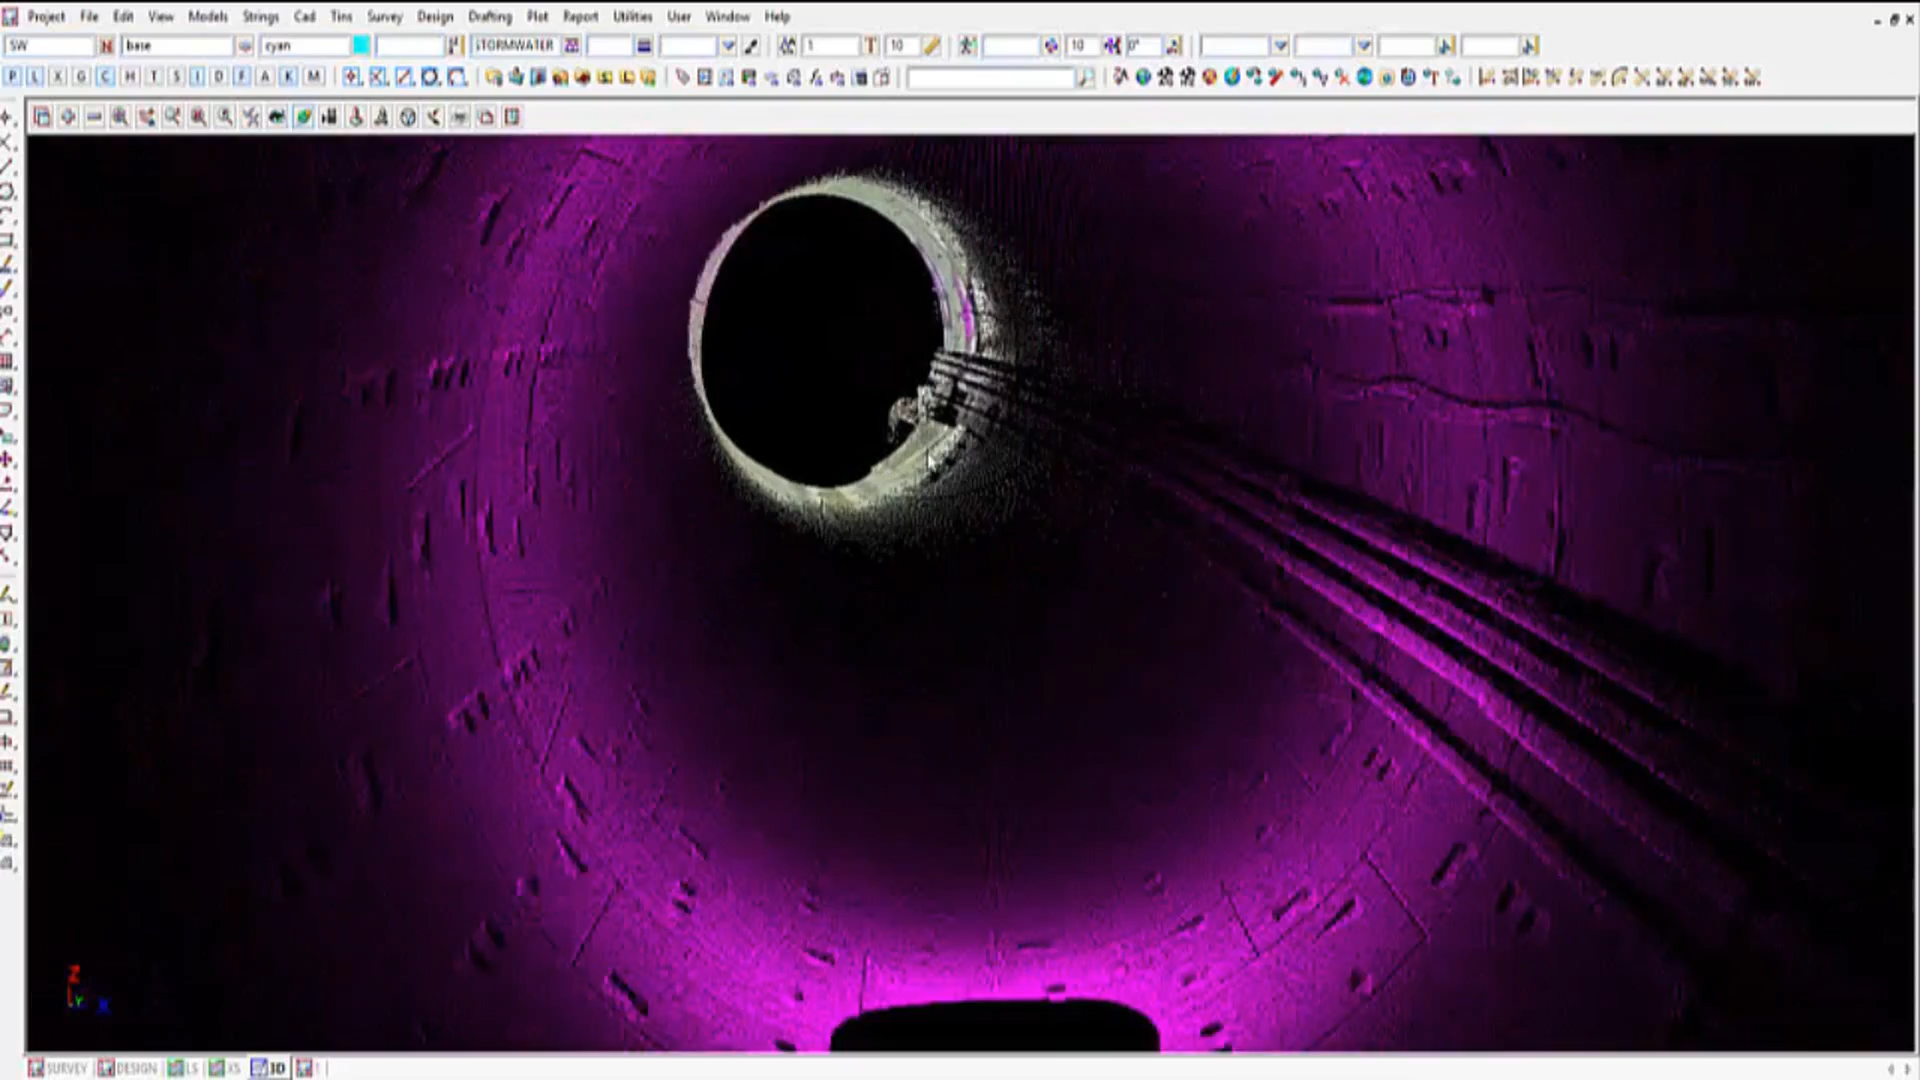 Project File Edit View Models Strings Cad Tins Survey Design Drafting Plot Report Utilities User Window Help
SW base cyan STORMWATER 1 10 10 0°
P L X G C H T S I D F A K M
Z
Y X
SURVEY DESIGN LS XS 3D